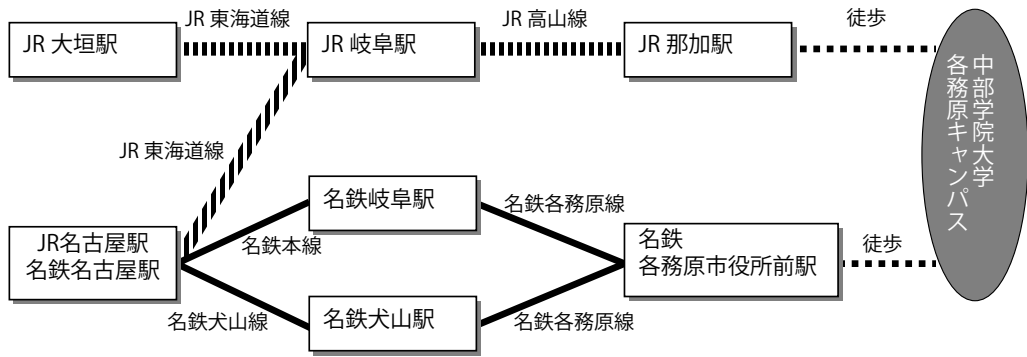 JR 東海道線
JR 高山線
徒歩
JR 大垣駅
JR 岐阜駅
JR 那加駅
中部学院大学
各務原キャンパス
JR 東海道線
名鉄岐阜駅
名鉄各務原線
JR名古屋駅
名鉄名古屋駅
名鉄本線
名鉄
各務原市役所前駅
徒歩
名鉄犬山線
名鉄犬山駅
名鉄各務原線